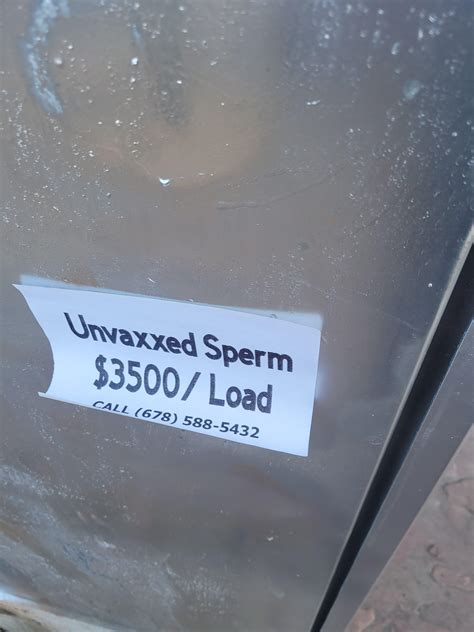 Unvaxxed Sperm
$3500/ Load
CALL (678) 588-5432